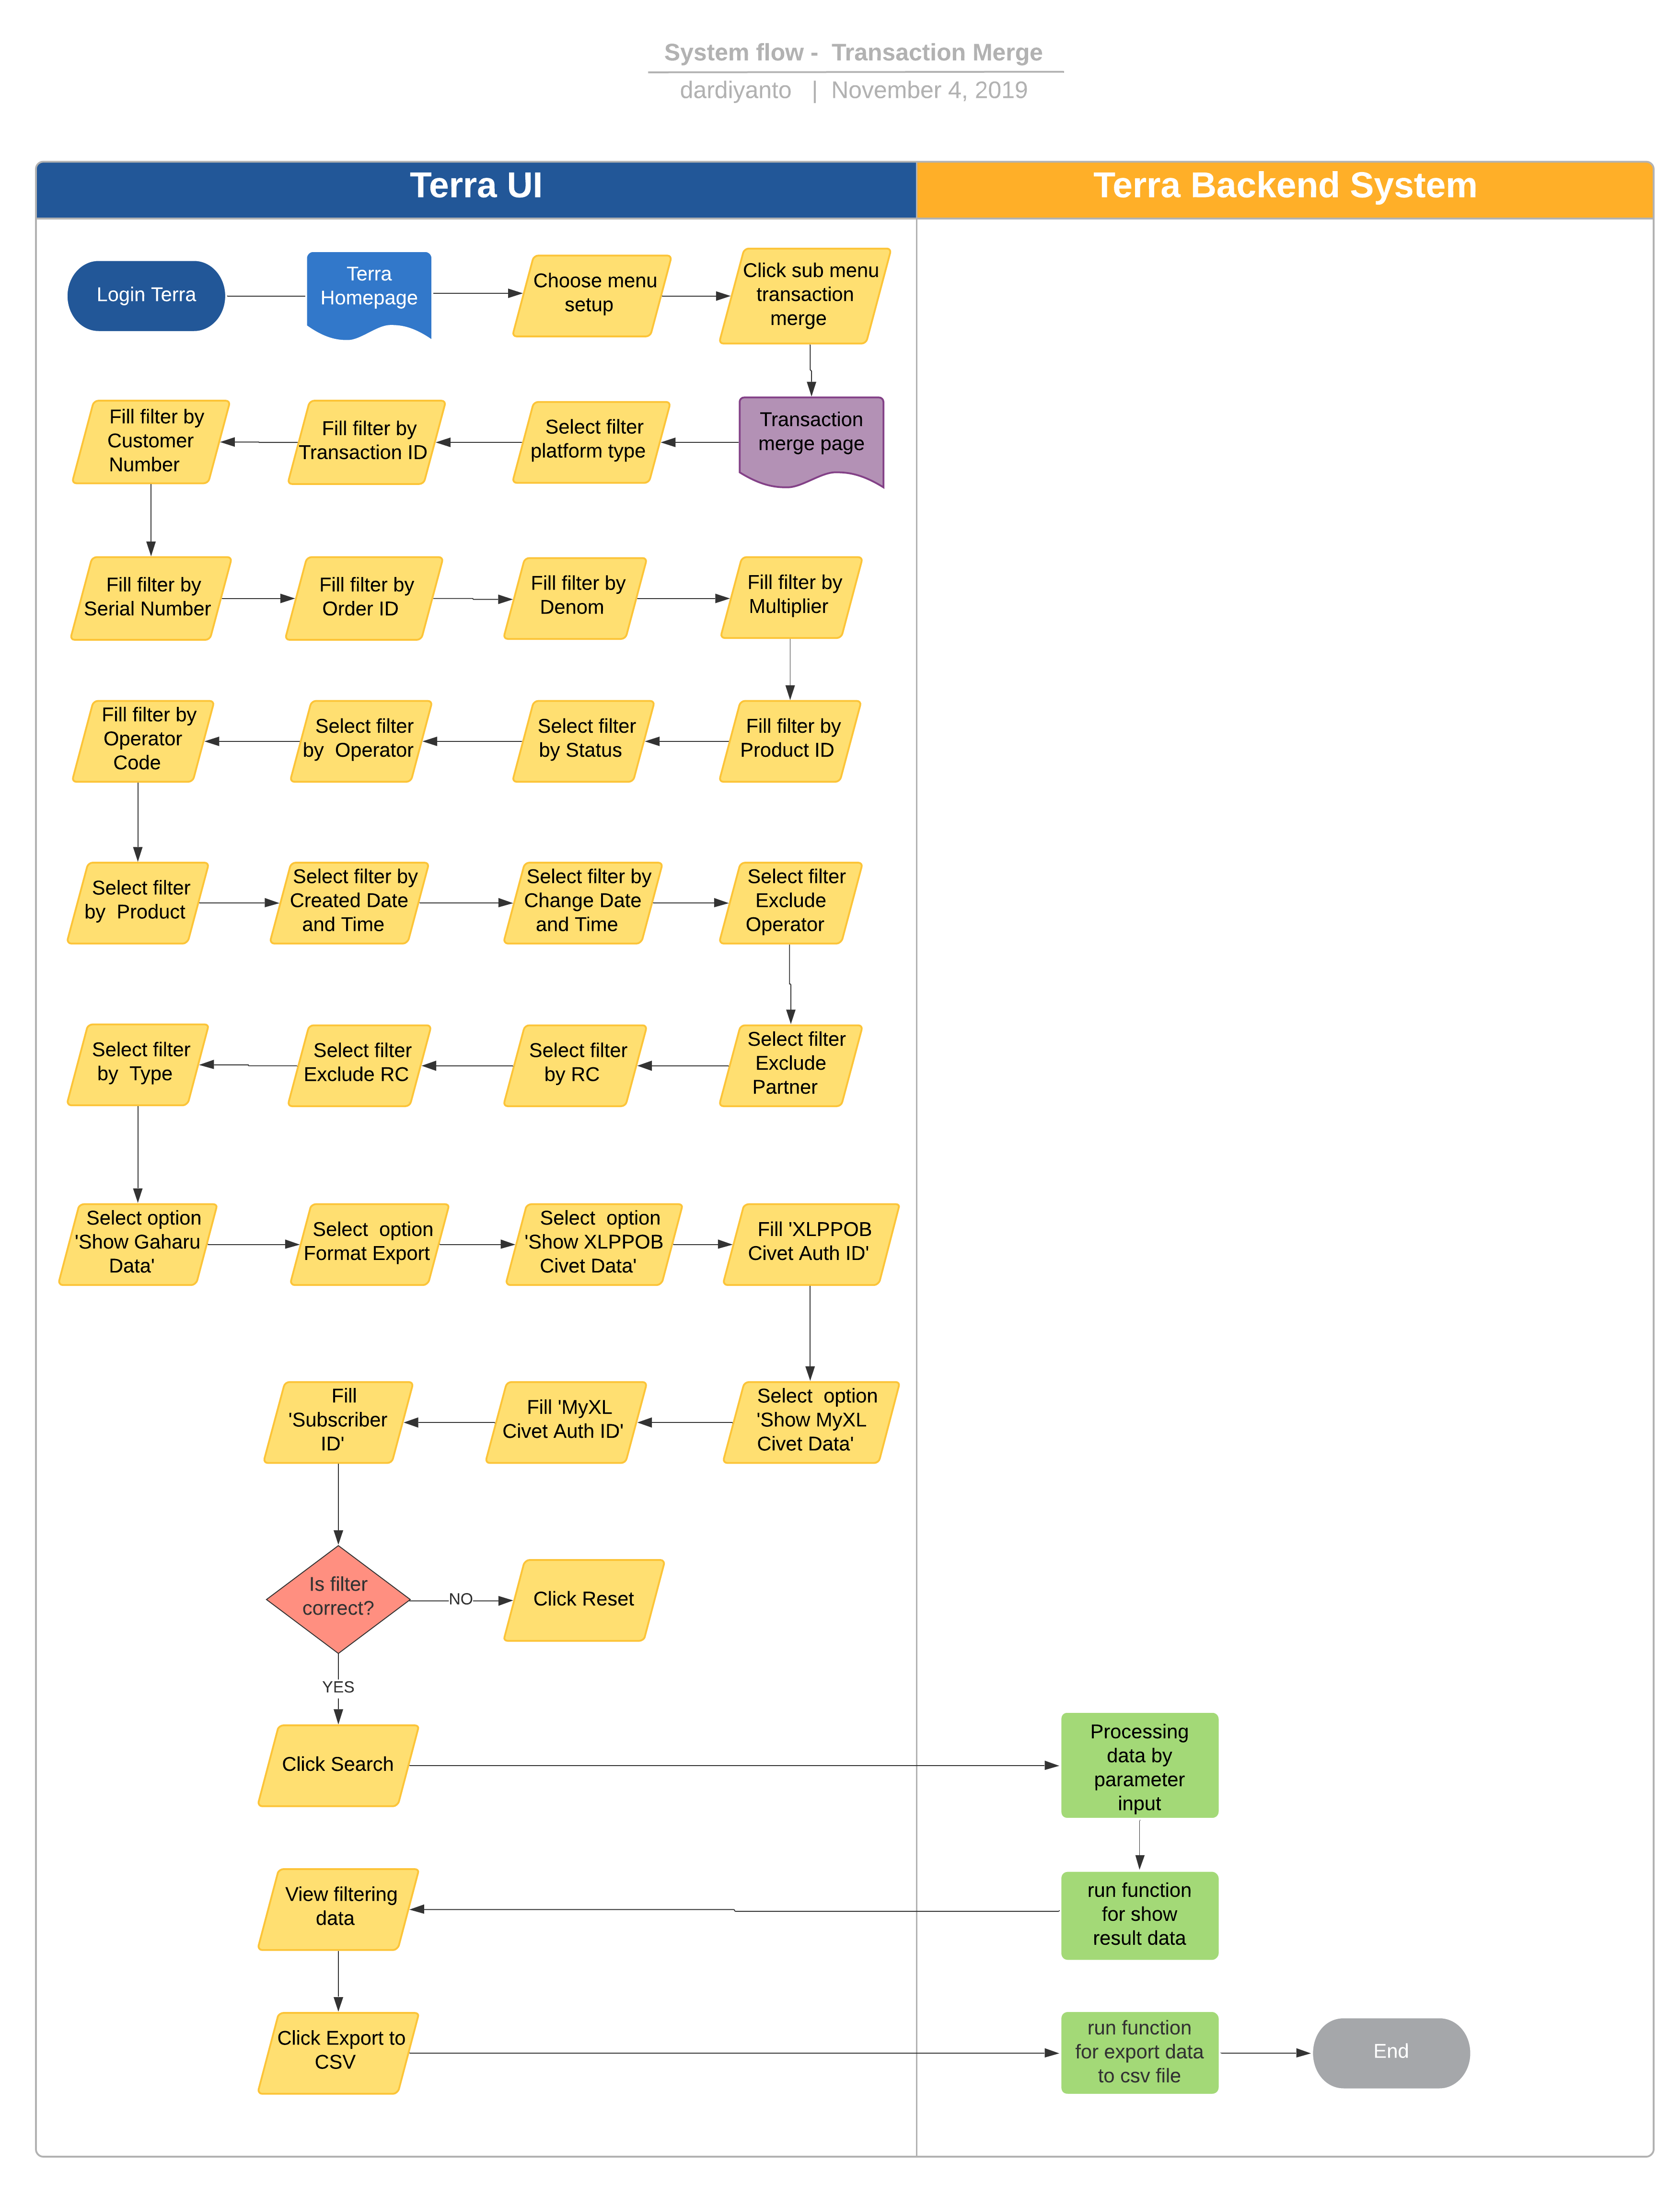 System flow -  Transaction Merge
dardiyanto   |  November 4, 2019
Terra UI
Terra Backend System
Login Terra
Terra
Homepage
Choose menu
setup
Click sub menu
transaction
merge
Transaction
merge page
Select filter
platform type
Fill filter by
Transaction ID
Fill filter by
Customer
Number
Fill filter by
Serial Number
Fill filter by
Order ID
Fill filter by
Denom
Fill filter by
Multiplier
Fill filter by
Product ID
Select filter
by Status
Select filter
by  Operator
Fill filter by
Operator
Code
Select filter
by  Product
Select filter by
Created Date
and Time
Select filter by
Change Date
and Time
Select filter
Exclude
Operator
Select filter
Exclude
Partner
Select filter
by RC
Select filter
Exclude RC
Select filter
by  Type
Select option
'Show Gaharu
Data'
Select  option
Format Export
Select  option
'Show XLPPOB
Civet Data'
Fill 'XLPPOB
Civet Auth ID'
Select  option
'Show MyXL
Civet Data'
Fill 'MyXL
Civet Auth ID'
Fill
'Subscriber
ID'
Is filter
correct?
NO
Click Reset
YES
Click Search
Processing
data by
parameter
input
run function
for show
result data
View filtering
data
Click Export to
CSV
run function
for export data
to csv file
End